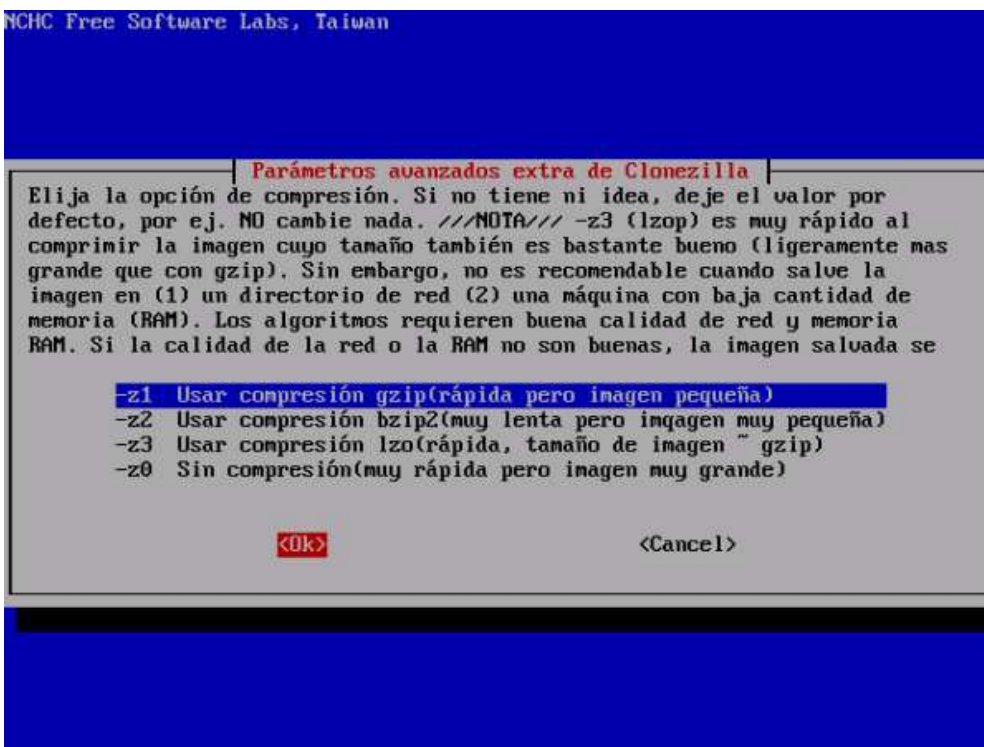 NCHC Free Software Labs, Taiwan
Parámetros avanzados extra de Clonezilla
Elija la opción de compresión. Si no tiene ni idea, deje el valor por
defecto, por ej. NO cambie nada. ///NOTA/// -z3 (lzop) es muy rápido al
comprimir la imagen cuyo tamaño también es bastante bueno (ligeramente mas
grande que con gzip). Sin embargo, no es recomendable cuando salve la
imagen en (1) un directorio de red (2) una máquina con baja cantidad de
memoria (RAM). Los algoritmos requieren buena calidad de red y memoria
RAM. Si la calidad de la red o la RAM no son buenas, la imagen salvada se
-z1 Usar compresión gzip(rápida pero imagen pequeña)
-z2 Usar compresión bzip2(muy lenta pero imqagen muy pequeña)
-z3 Usar compresión lzo(rápida, tamaño de imagen ~ gzip)
-z0 Sin compresión(muy rápida pero imagen muy grande)
<Ok> <Cancel>